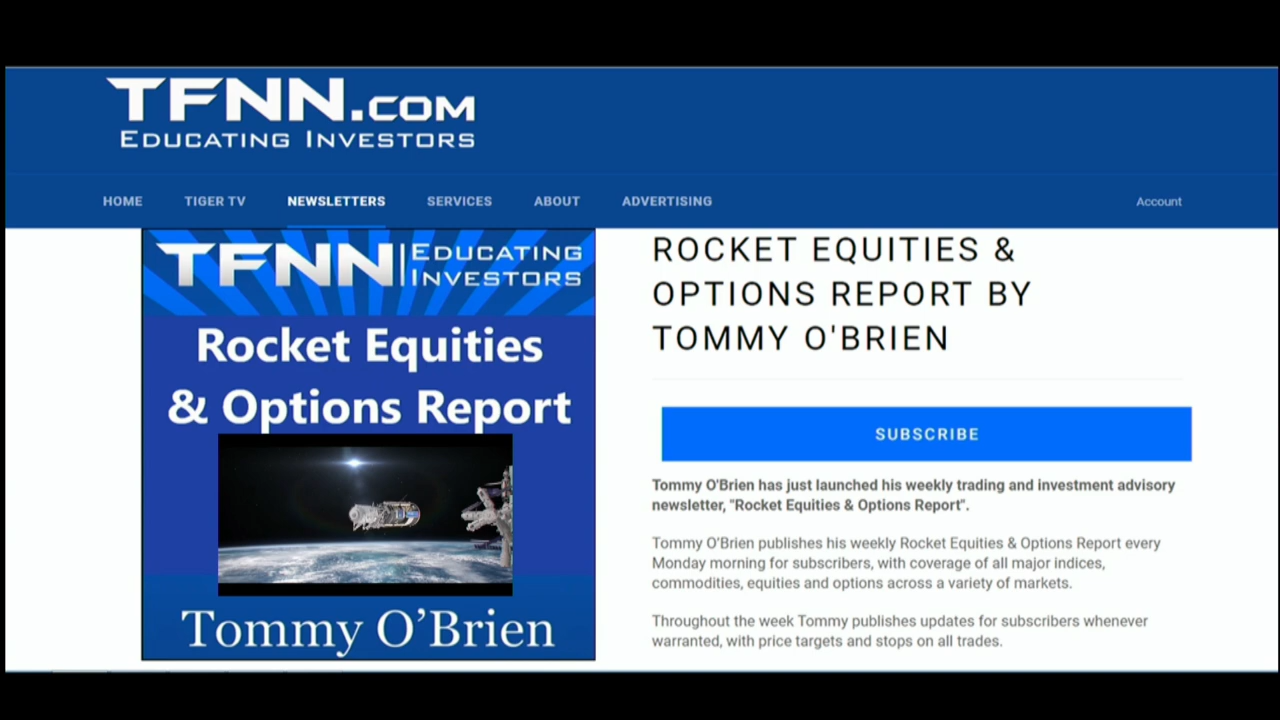 TFNN.COM
EDUCATING INVESTORS
HOME TIGER TV NEWSLETTERS SERVICES ABOUT ADVERTISING Account
TFNN | EDUCATING
INVESTORS
Rocket Equities
& Options Report
Tommy O’Brien
ROCKET EQUITIES &
OPTIONS REPORT BY
TOMMY O'BRIEN
SUBSCRIBE
Tommy O'Brien has just launched his weekly trading and investment advisory
newsletter, "Rocket Equities & Options Report".
Tommy O'Brien publishes his weekly Rocket Equities & Options Report every
Monday morning for subscribers, with coverage of all major indices,
commodities, equities and options across a variety of markets.
Throughout the week Tommy publishes updates for subscribers whenever
warranted, with price targets and stops on all trades.